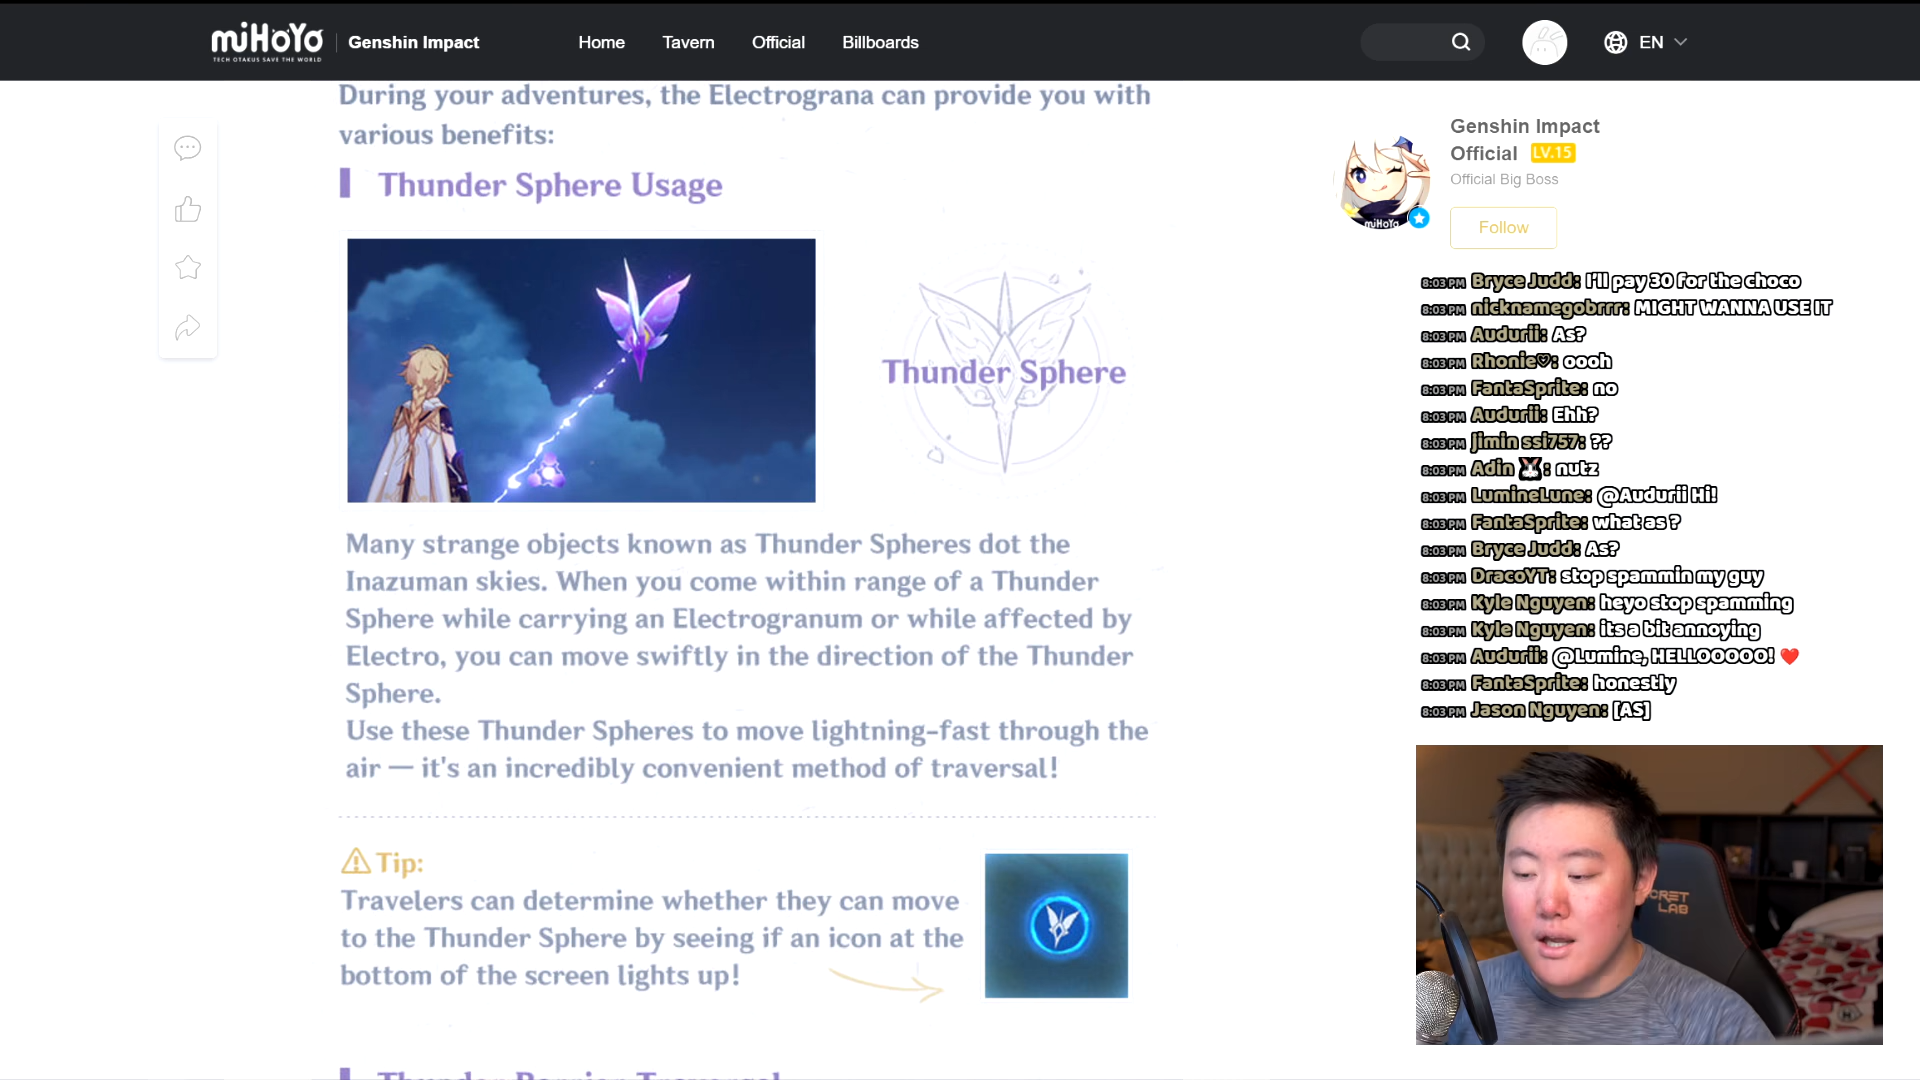 miHoYo
TECH OTAKUS SAVE THE WORLD
Genshin Impact
Home
Tavern
Official
Billboards
EN
During your adventures, the Electrograna can provide you with
various benefits:
Thunder Sphere Usage
Thunder Sphere
Many strange objects known as Thunder Spheres dot the
Inazuman skies. When you come within range of a Thunder
Sphere while carrying an Electrogranum or while affected by
Electro, you can move swiftly in the direction of the Thunder
Sphere.
Use these Thunder Spheres to move lightning-fast through the
air — it's an incredibly convenient method of traversal!
Tip:
Travelers can determine whether they can move
to the Thunder Sphere by seeing if an icon at the
bottom of the screen lights up!
Thunder Barrier Traversal
Genshin Impact
Official LV.15
Official Big Boss
miHoYo
Follow
8:03 PM Bryce Judd: I'll pay 30 for the choco
8:03 PM nicknamegobrrr: MIGHT WANNA USE IT
8:03 PM Audurii: As?
8:03 PM Rhonie♡: oooh
8:03 PM FantaSprite: no
8:03 PM Audurii: Ehh?
8:03 PM Jimin ssi757: ??
8:03 PM Adin: nutz
8:03 PM LumineLune: @Audurii Hi!
8:03 PM FantaSprite: what as ?
8:03 PM Bryce Judd: As?
8:03 PM DracoYT: stop spammin my guy
8:03 PM Kyle Nguyen: heyo stop spamming
8:03 PM Kyle Nguyen: its a bit annoying
8:03 PM Audurii: @Lumine, HELLOOOOO! ❤️
8:03 PM FantaSprite: honestly
8:03 PM Jason Nguyen: [AS]
CRET
LAB